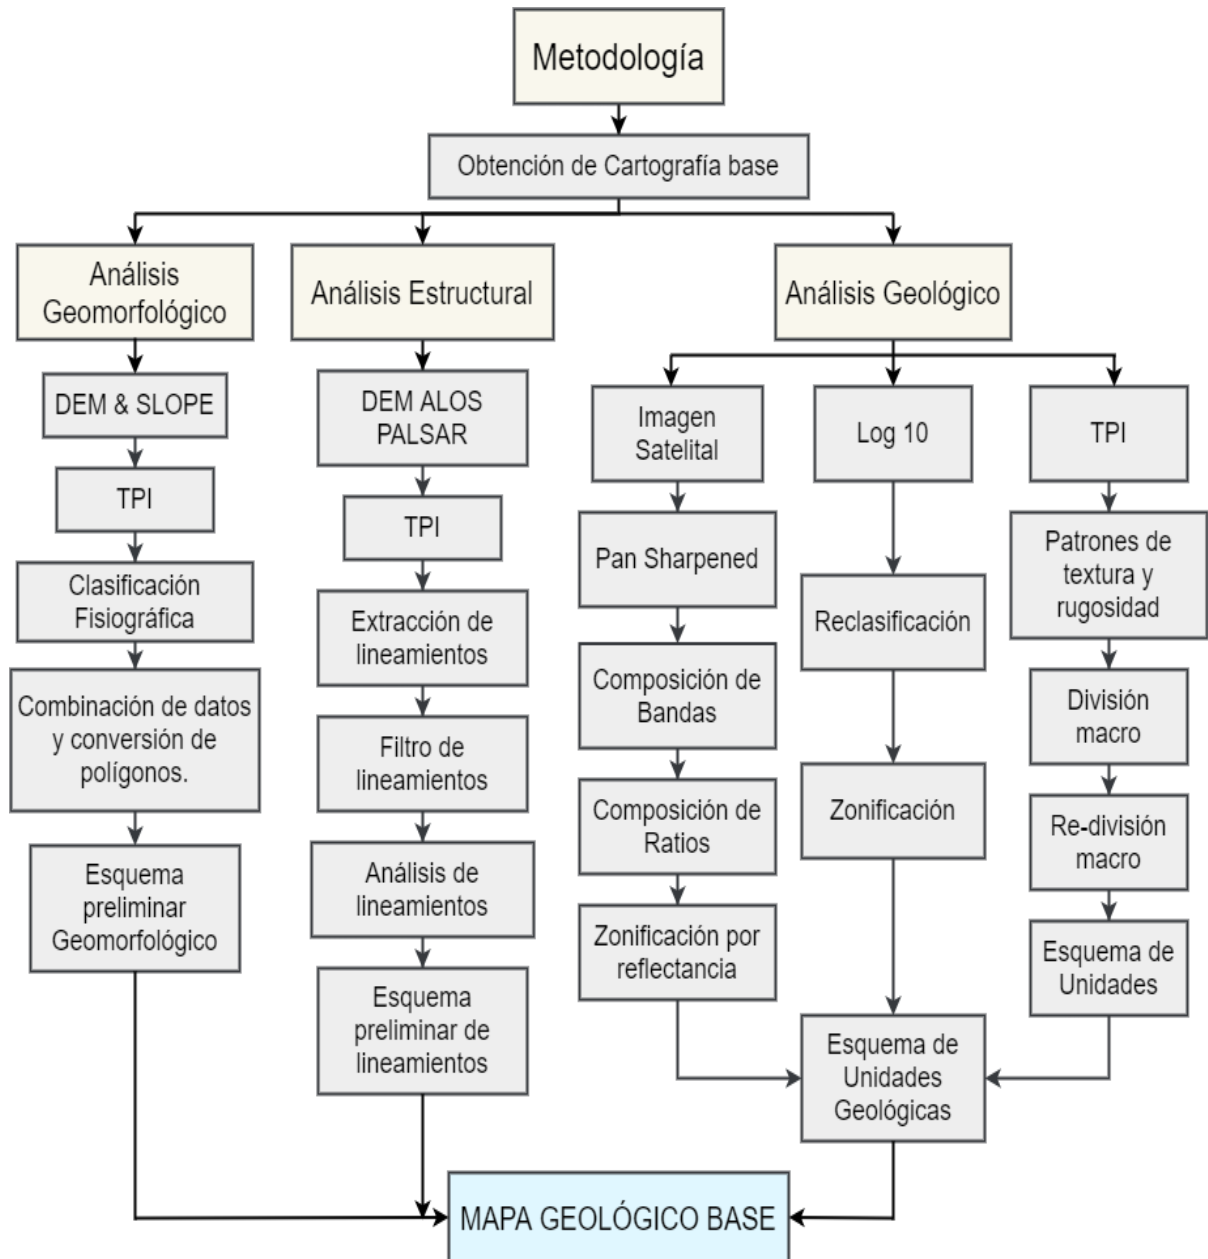 Metodología
Obtención de Cartografía base
Análisis
Geomorfológico
DEM & SLOPE
TPI
Clasificación
Fisiográfica
Combinación de datos
y conversión de
polígonos.
Esquema
preliminar
Geomorfológico
Análisis Estructural
DEM ALOS
PALSAR
TPI
Extracción de
lineamientos
Filtro de
lineamientos
Análisis de
lineamientos
Esquema
preliminar de
lineamientos
Análisis Geológico
Imagen
Satelital
Pan Sharpened
Composición de
Bandas
Composición de
Ratios
Zonificación por
reflectancia
Log 10
Reclasificación
Zonificación
TPI
Patrones de
textura y
rugosidad
División
macro
Re-división
macro
Esquema de
Unidades
Esquema de
Unidades
Geológicas
MAPA GEOLÓGICO BASE